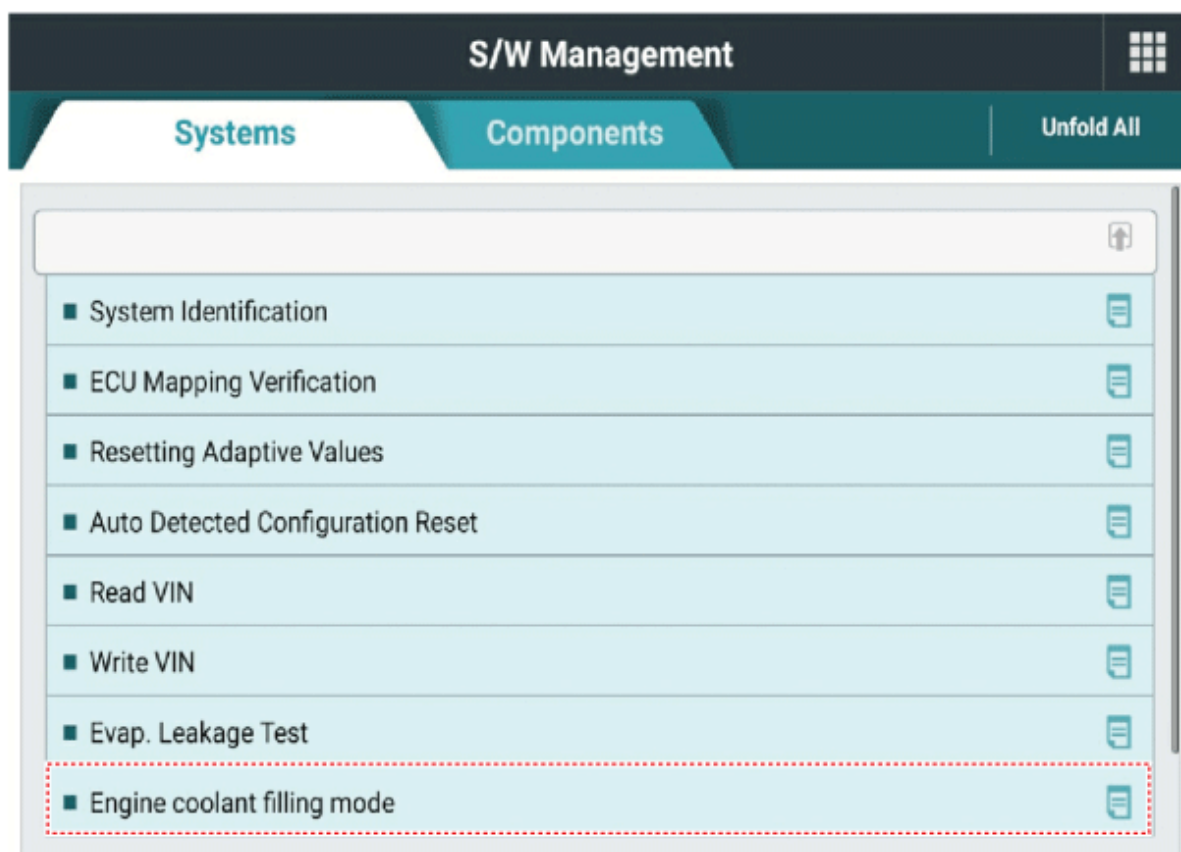 S/W Management
Systems
Components
Unfold All
System Identification
ECU Mapping Verification
Resetting Adaptive Values
Auto Detected Configuration Reset
Read VIN
Write VIN
Evap. Leakage Test
Engine coolant filling mode